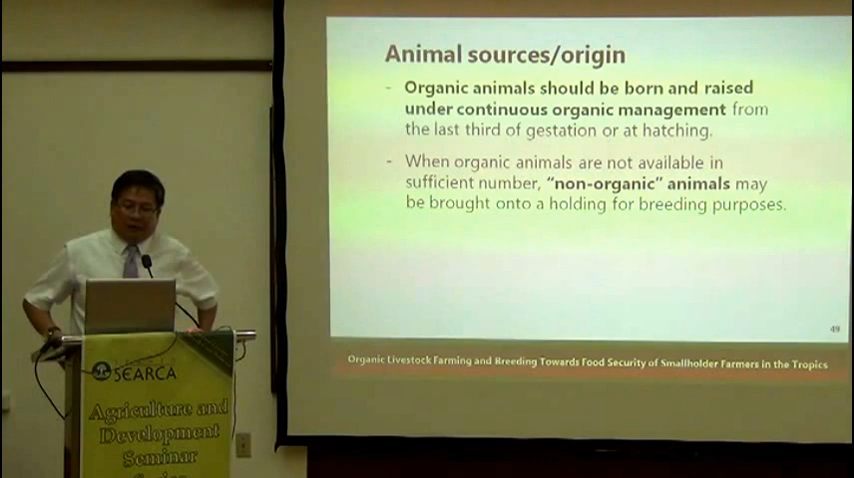 Animal sources/origin
- Organic animals should be born and raised
under continuous organic management from
the last third of gestation or at hatching.
- When organic animals are not available in
sufficient number, “non-organic” animals may
be brought onto a holding for breeding purposes.
49
Organic Livestock Farming and Breeding Towards Food Security of Smallholder Farmers in the Tropics
SEARCA
Agriculture and
Development
Seminar